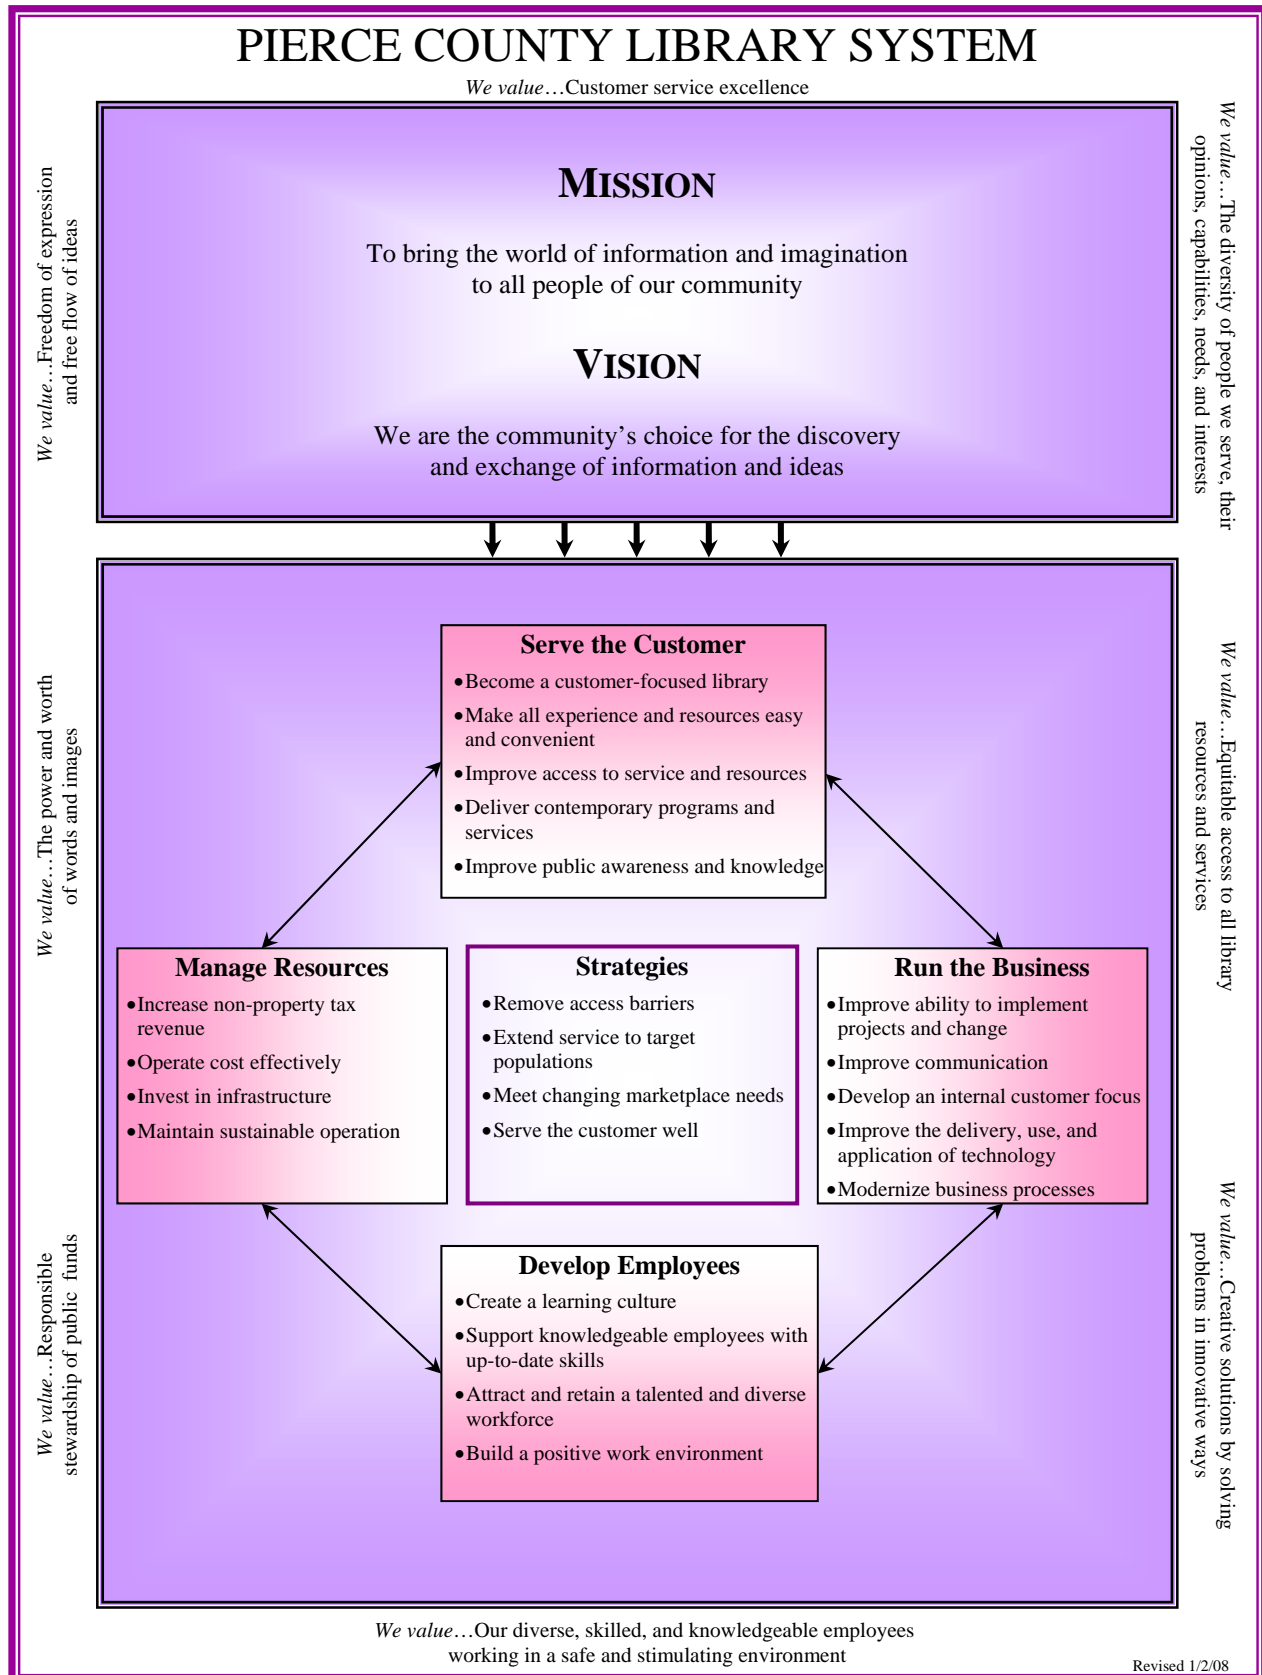 PIERCE COUNTY LIBRARY SYSTEM
We value…Customer service excellence
We value…Freedom of expression
and free flow of ideas
MISSION
To bring the world of information and imagination
to all people of our community
VISION
We are the community’s choice for the discovery
and exchange of information and ideas
We value…The diversity of people we serve, their
opinions, capabilities, needs, and interests
We value…The power and worth
of words and images
Serve the Customer
•Become a customer-focused library
•Make all experience and resources easy
and convenient
•Improve access to service and resources
•Deliver contemporary programs and
services
•Improve public awareness and knowledge
We value…Equitable access to all library
resources and services
Manage Resources
•Increase non-property tax
revenue
•Operate cost effectively
•Invest in infrastructure
•Maintain sustainable operation
Strategies
•Remove access barriers
•Extend service to target
populations
•Meet changing marketplace needs
•Serve the customer well
Run the Business
•Improve ability to implement
projects and change
•Improve communication
•Develop an internal customer focus
•Improve the delivery, use, and
application of technology
•Modernize business processes
We value…Responsible
stewardship of public funds
Develop Employees
•Create a learning culture
•Support knowledgeable employees with
up-to-date skills
•Attract and retain a talented and diverse
workforce
•Build a positive work environment
We value…Creative solutions by solving
problems in innovative ways
We value…Our diverse, skilled, and knowledgeable employees
working in a safe and stimulating environment
Revised 1/2/08